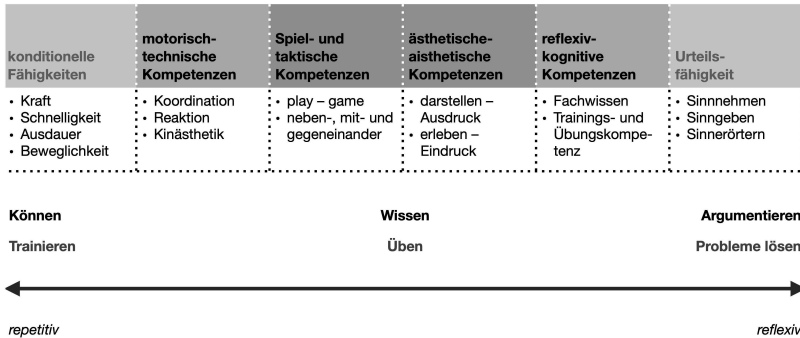 konditionelle
Fähigkeiten
motorisch-
technische
Kompetenzen
Spiel- und
taktische
Kompetenzen
ästhetische-
aisthetische
Kompetenzen
reflexiv-
kognitive
Kompetenzen
Urteils-
fähigkeit
• Kraft
• Schnelligkeit
• Ausdauer
• Beweglichkeit
• Koordination
• Reaktion
• Kinästhetik
• play – game
• neben-, mit- und
gegeneinander
• darstellen –
Ausdruck
• erleben –
Eindruck
• Fachwissen
• Trainings- und
Übungskompe-
tenz
• Sinnnehmen
• Sinngeben
• Sinnerörtern
Können Wissen Argumentieren
Trainieren Üben Probleme lösen
repetitiv reflexiv